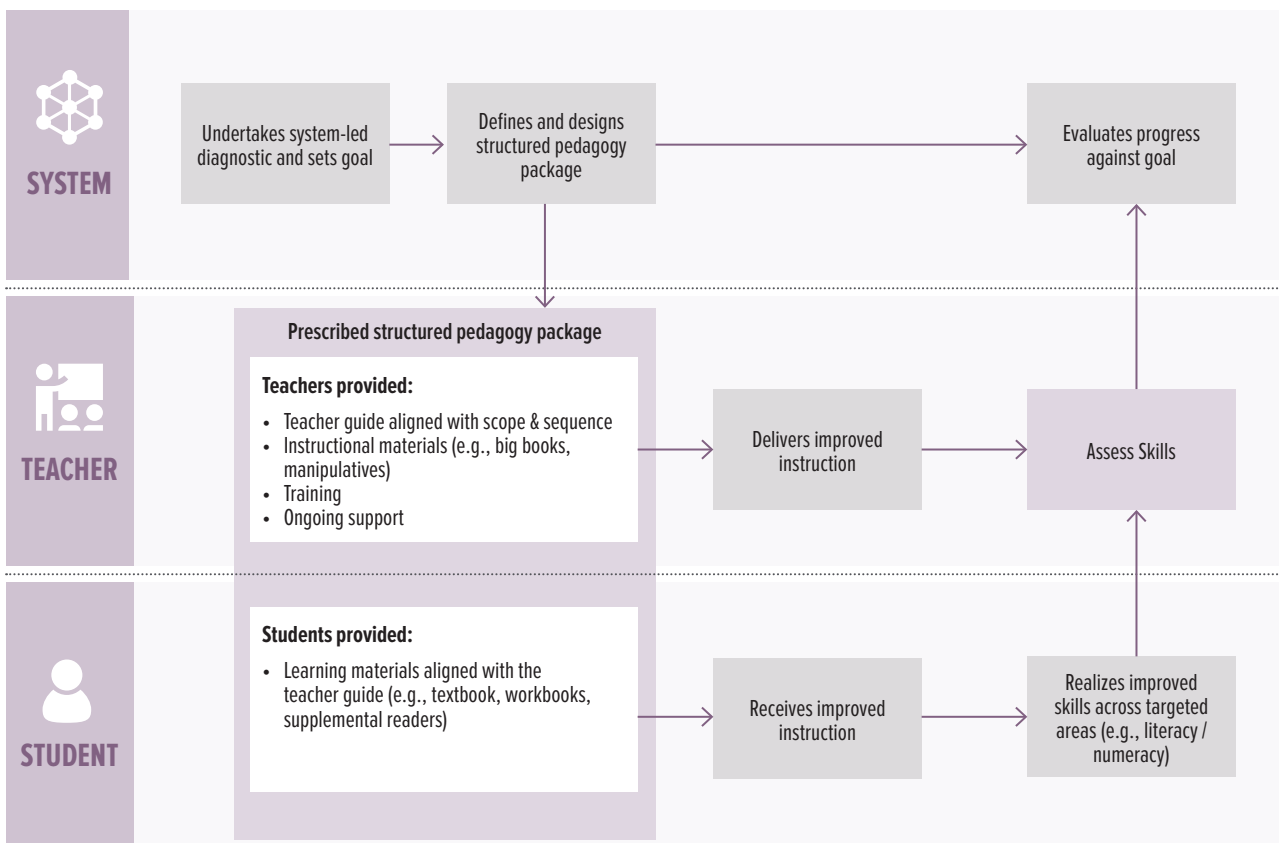 SYSTEM
Undertakes system-led
diagnostic and sets goal
Defines and designs
structured pedagogy
package
Evaluates progress
against goal
TEACHER
Prescribed structured pedagogy package
Teachers provided:
• Teacher guide aligned with scope & sequence
• Instructional materials (e.g., big books,
manipulatives)
• Training
• Ongoing support
Delivers improved
instruction
Assess Skills
STUDENT
Students provided:
• Learning materials aligned with the
teacher guide (e.g., textbook, workbooks,
supplemental readers)
Receives improved
instruction
Realizes improved
skills across targeted
areas (e.g., literacy /
numeracy)